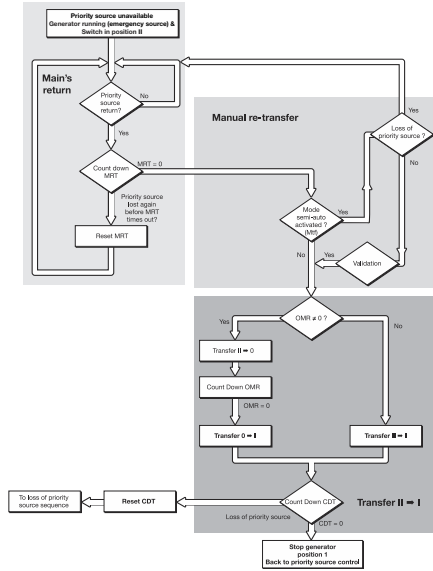 Priority source unavailable
Generator running (emergency source) &
Switch in position II
Main's
return
No
Priority
source
return?
Yes
Manual re-transfer
Yes
Loss of
priority source ?
No
Count down
MRT
MRT = 0
Priority source
lost again
before MRT
times out?
Reset MRT
Mode
semi-auto
activated ?
(Mtf)
Yes
No
Yes
Validation
OMR ≠ 0 ?
Yes
No
Transfer II ➡ 0
Count Down OMR
OMR = 0
Transfer 0 ➡ I
Transfer II ➡ I
To loss of priority
source sequence
Reset CDT
Count Down CDT
Transfer II ➡ I
Loss of priority source
CDT = 0
Stop generator
position 1
Back to priority source control